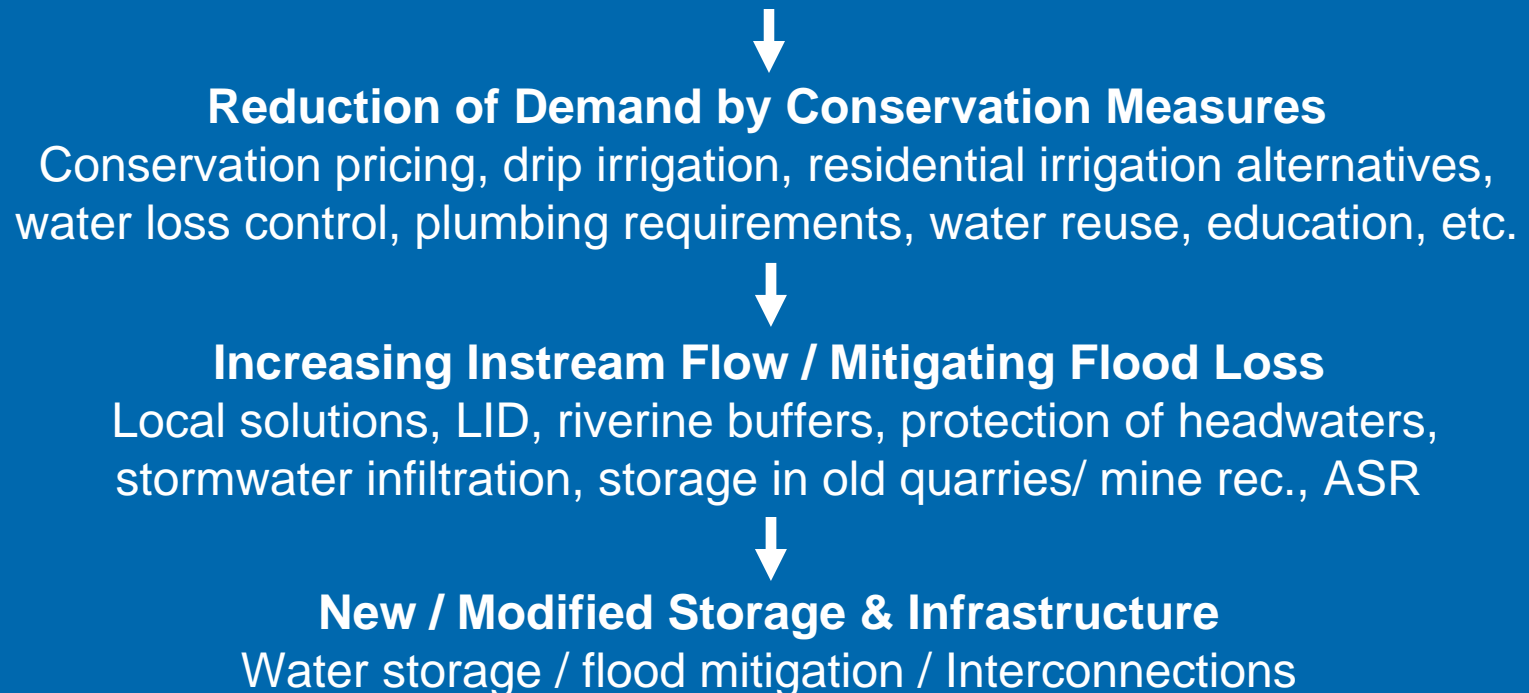 Reduction of Demand by Conservation Measures
Conservation pricing, drip irrigation, residential irrigation alternatives,
water loss control, plumbing requirements, water reuse, education, etc.
Increasing Instream Flow / Mitigating Flood Loss
Local solutions, LID, riverine buffers, protection of headwaters,
stormwater infiltration, storage in old quarries/ mine rec., ASR
New / Modified Storage & Infrastructure
Water storage / flood mitigation / Interconnections